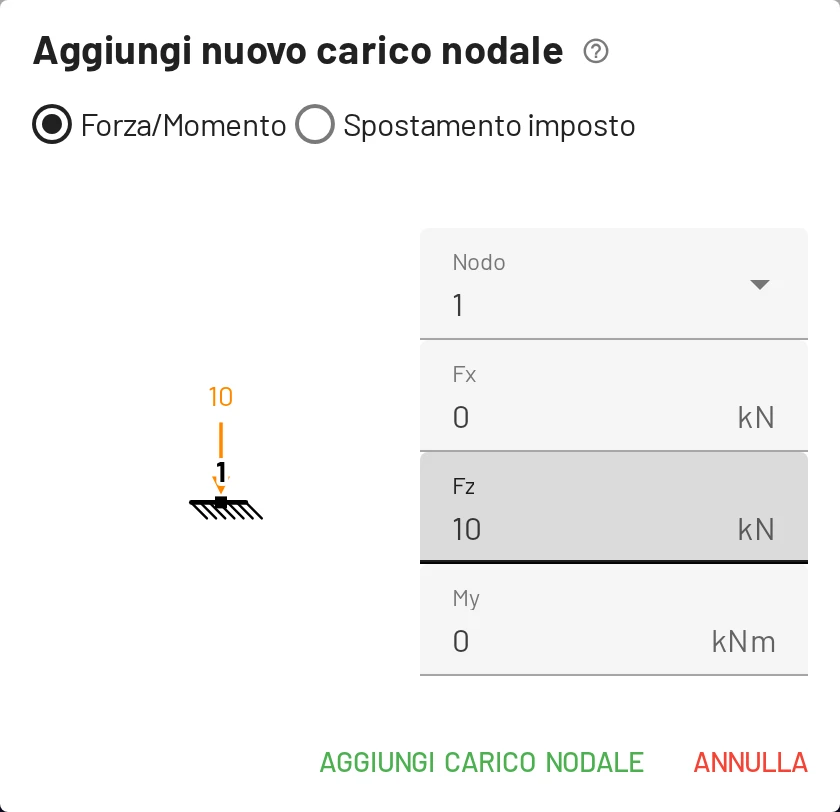 Aggiungi nuovo carico nodale ?
Forza/Momento Spostamento imposto
Nodo
1
Fx
0 kN
10
1
Fz
10 kN
My
0 kNm
AGGIUNGI CARICO NODALE ANNULLA